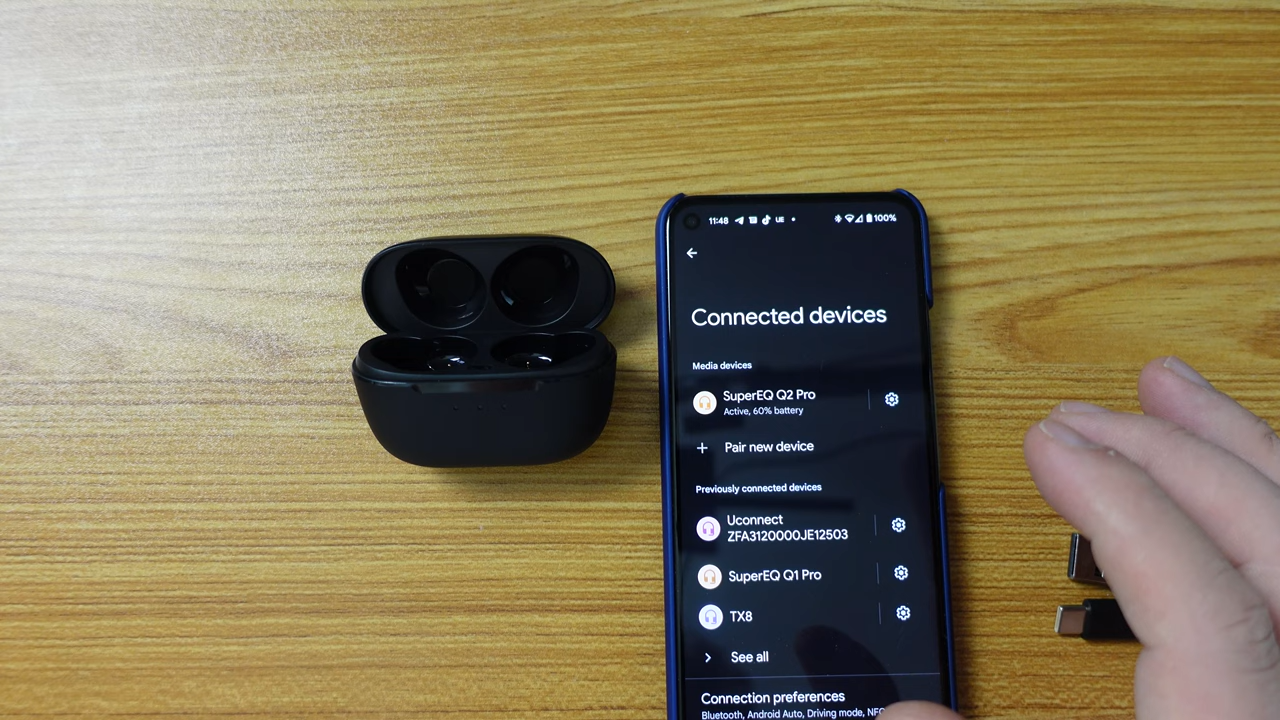 11:48
UE
100%
Connected devices
Media devices
SuperEQ Q2 Pro
Active, 60% battery
Pair new device
Previously connected devices
Uconnect
ZFA3120000JE12503
SuperEQ Q1 Pro
TX8
See all
Connection preferences
Bluetooth, Android Auto, Driving mode, NFC